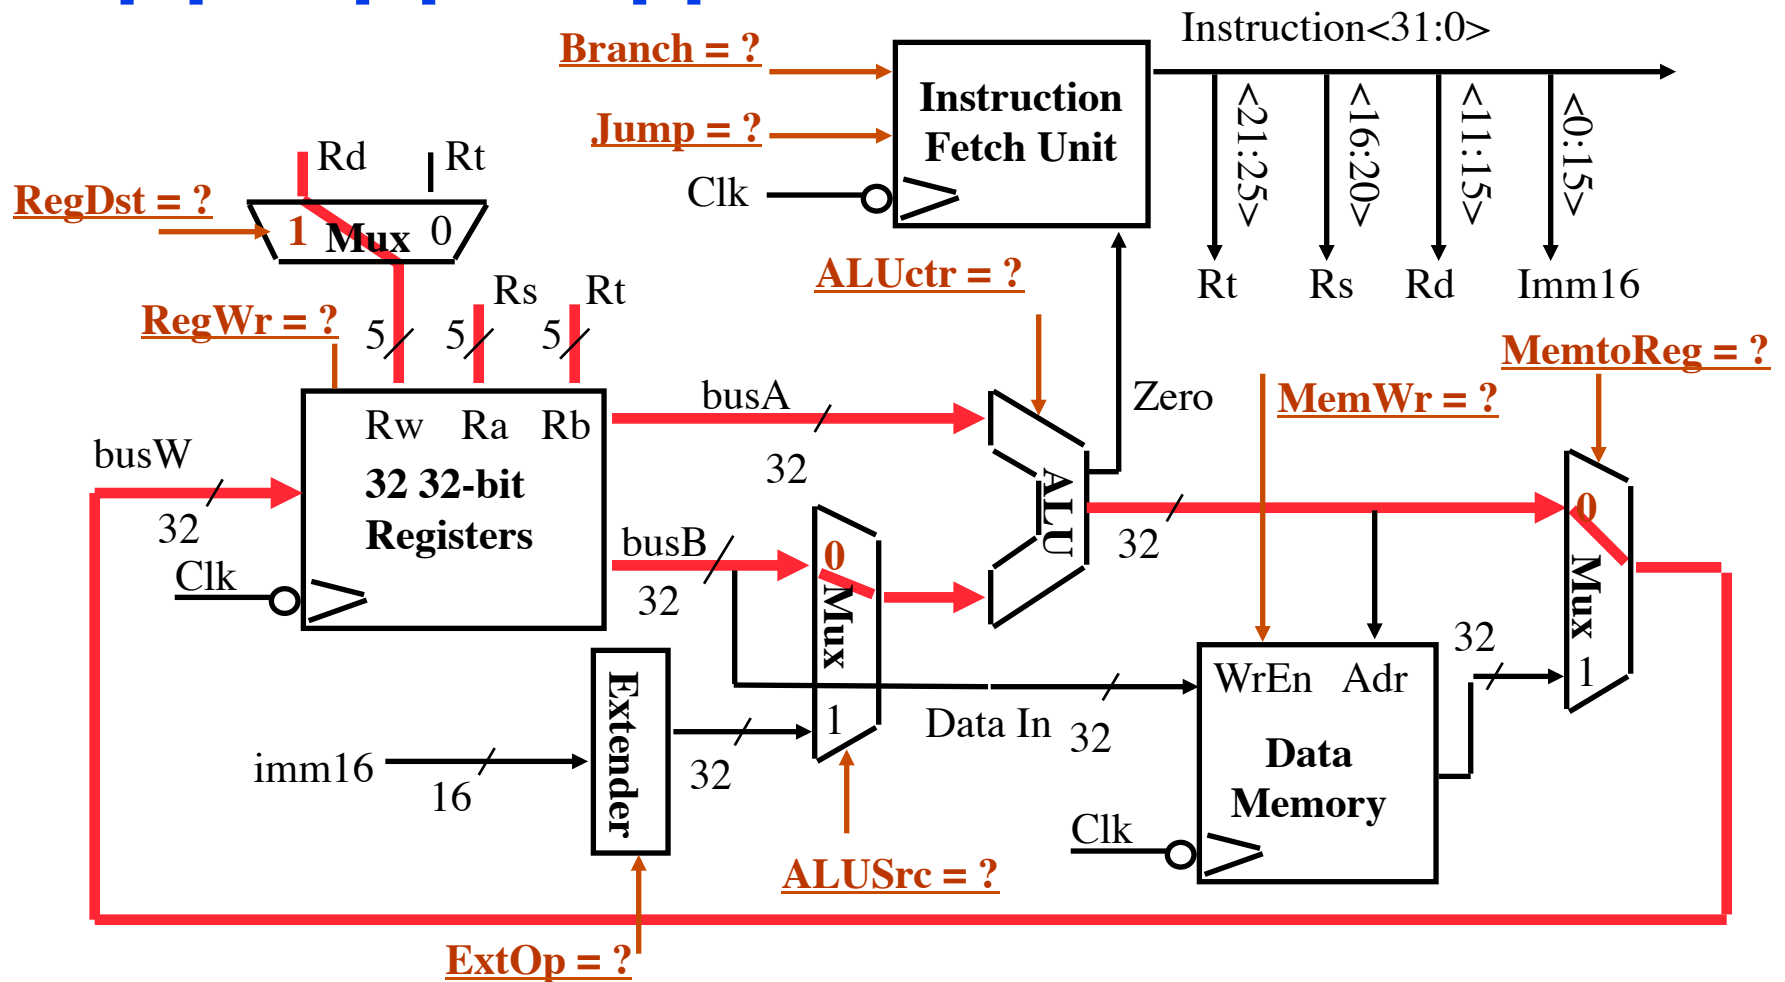 Instruction<31:0>
Branch = ?
Jump = ?
Clk
Instruction
Fetch Unit
<21:25>
<16:20>
<11:15>
<0:15>
Rt
Rs
Rd
Imm16
Rd
Rt
RegDst = ?
1
Mux
0
RegWr = ?
5
5
Rs
5
Rt
ALUctr = ?
Zero
MemWr = ?
MemtoReg = ?
busW
32
Clk
Rw
Ra
Rb
32 32-bit
Registers
busA
32
busB
32
0
Mux
1
ALU
32
0
Mux
1
32
imm16
16
Extender
32
Data In
32
WrEn
Adr
Data
Memory
Clk
ALUSrc = ?
ExtOp = ?